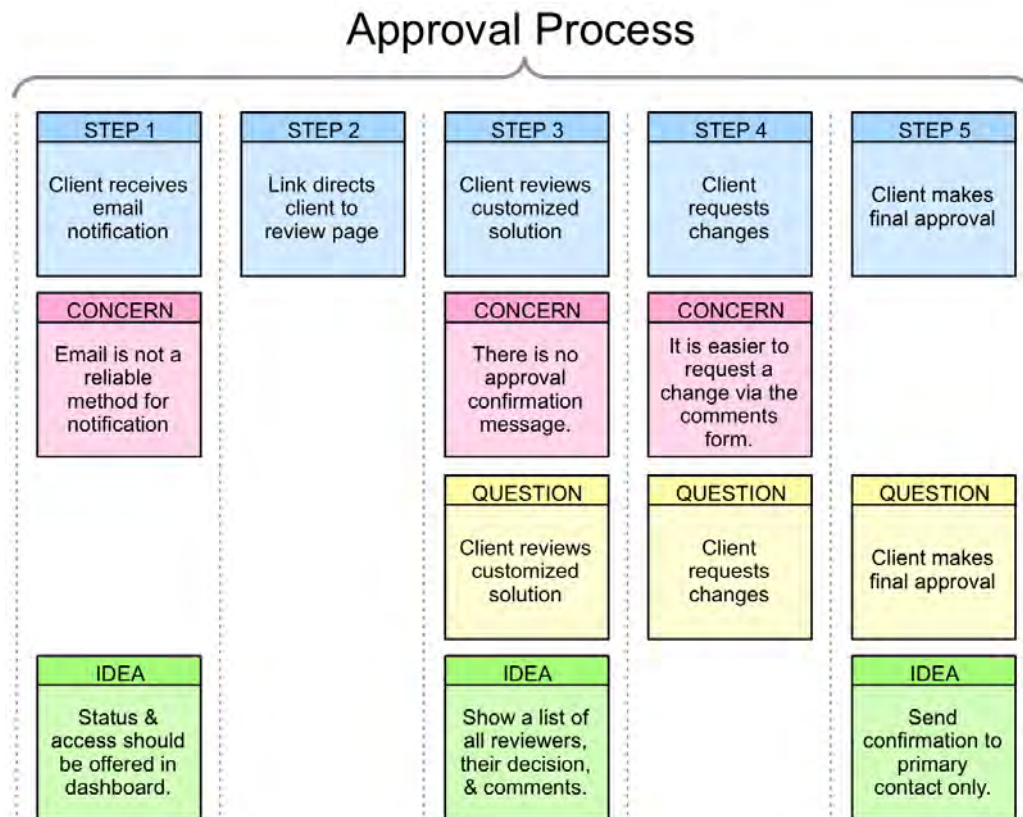 Approval Process
STEP 1
Client receives
email
notification
STEP 2
Link directs
client to
review page
STEP 3
Client reviews
customized
solution
STEP 4
Client
requests
changes
STEP 5
Client makes
final approval
CONCERN
Email is not a
reliable
method for
notification
CONCERN
There is no
approval
confirmation
message.
CONCERN
It is easier to
request a
change via the
comments
form.
QUESTION
Client reviews
customized
solution
QUESTION
Client
requests
changes
QUESTION
Client makes
final approval
IDEA
Status &
access should
be offered in
dashboard.
IDEA
Show a list of
all reviewers,
their decision,
& comments.
IDEA
Send
confirmation to
primary
contact only.